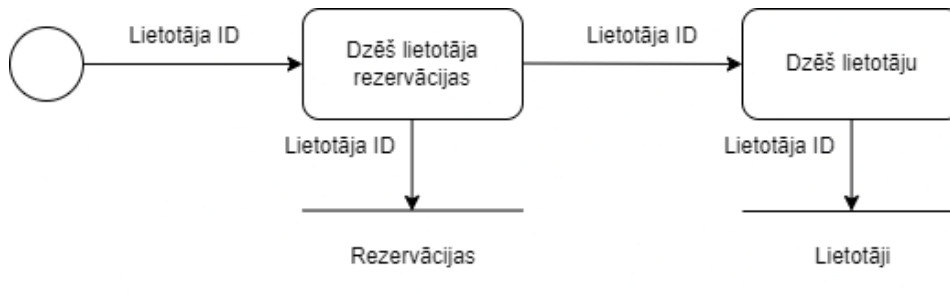 Lietotāja ID
Dzēš lietotāja
rezervācijas
Lietotāja ID
Dzēš lietotāju
Lietotāja ID
Lietotāja ID
Rezervācijas
Lietotāji